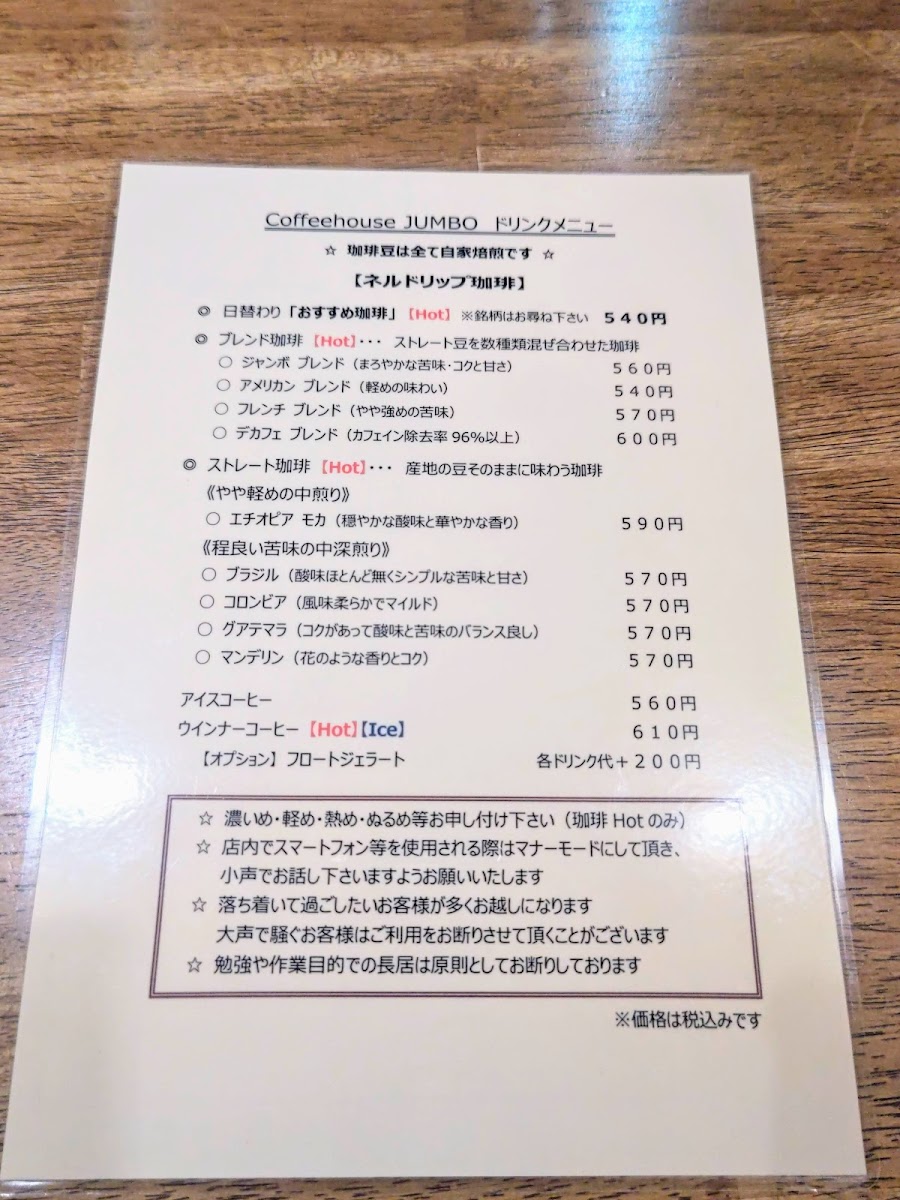 Coffeehouse JUMBO ドリンクメニュー
☆ 珈琲豆は全て自家焙煎です ☆
【ネルドリップ珈琲】
◎ 日替わり「おすすめ珈琲」【Hot】 ※銘柄はお尋ね下さい ５４０円
◎ ブレンド珈琲 【Hot】・・・ ストレート豆を数種類混ぜ合わせた珈琲
○ ジャンボ ブレンド（まろやかな苦味・コクと甘さ） ５６０円
○ アメリカン ブレンド（軽めの味わい） ５４０円
○ フレンチ ブレンド（やや強めの苦味） ５７０円
○ デカフェ ブレンド（カフェイン除去率 96%以上） ６００円
◎ ストレート珈琲 【Hot】・・・ 産地の豆そのままに味わう珈琲
《やや軽めの中煎り》
○ エチオピア モカ（穏やかな酸味と華やかな香り） ５９０円
《程良い苦味の中深煎り》
○ ブラジル（酸味ほとんど無くシンプルな苦味と甘さ） ５７０円
○ コロンビア（風味柔らかでマイルド） ５７０円
○ グアテマラ（コクがあって酸味と苦味のバランス良し） ５７０円
○ マンデリン（花のような香りとコク） ５７０円
アイスコーヒー ５６０円
ウインナーコーヒー 【Hot】【Ice】 ６１０円
【オプション】フロートジェラート 各ドリンク代＋２００円
☆ 濃いめ・軽め・熱め・ぬるめ等お申し付け下さい（珈琲 Hot のみ）
☆ 店内でスマートフォン等を使用される際はマナーモードにして頂き、
小声でお話し下さいますようお願いいたします
☆ 落ち着いて過ごしたいお客様が多くお越しになります
大声で騒ぐお客様はご利用をお断りさせて頂くことがございます
☆ 勉強や作業目的での長居は原則としてお断りしております
※価格は税込みです